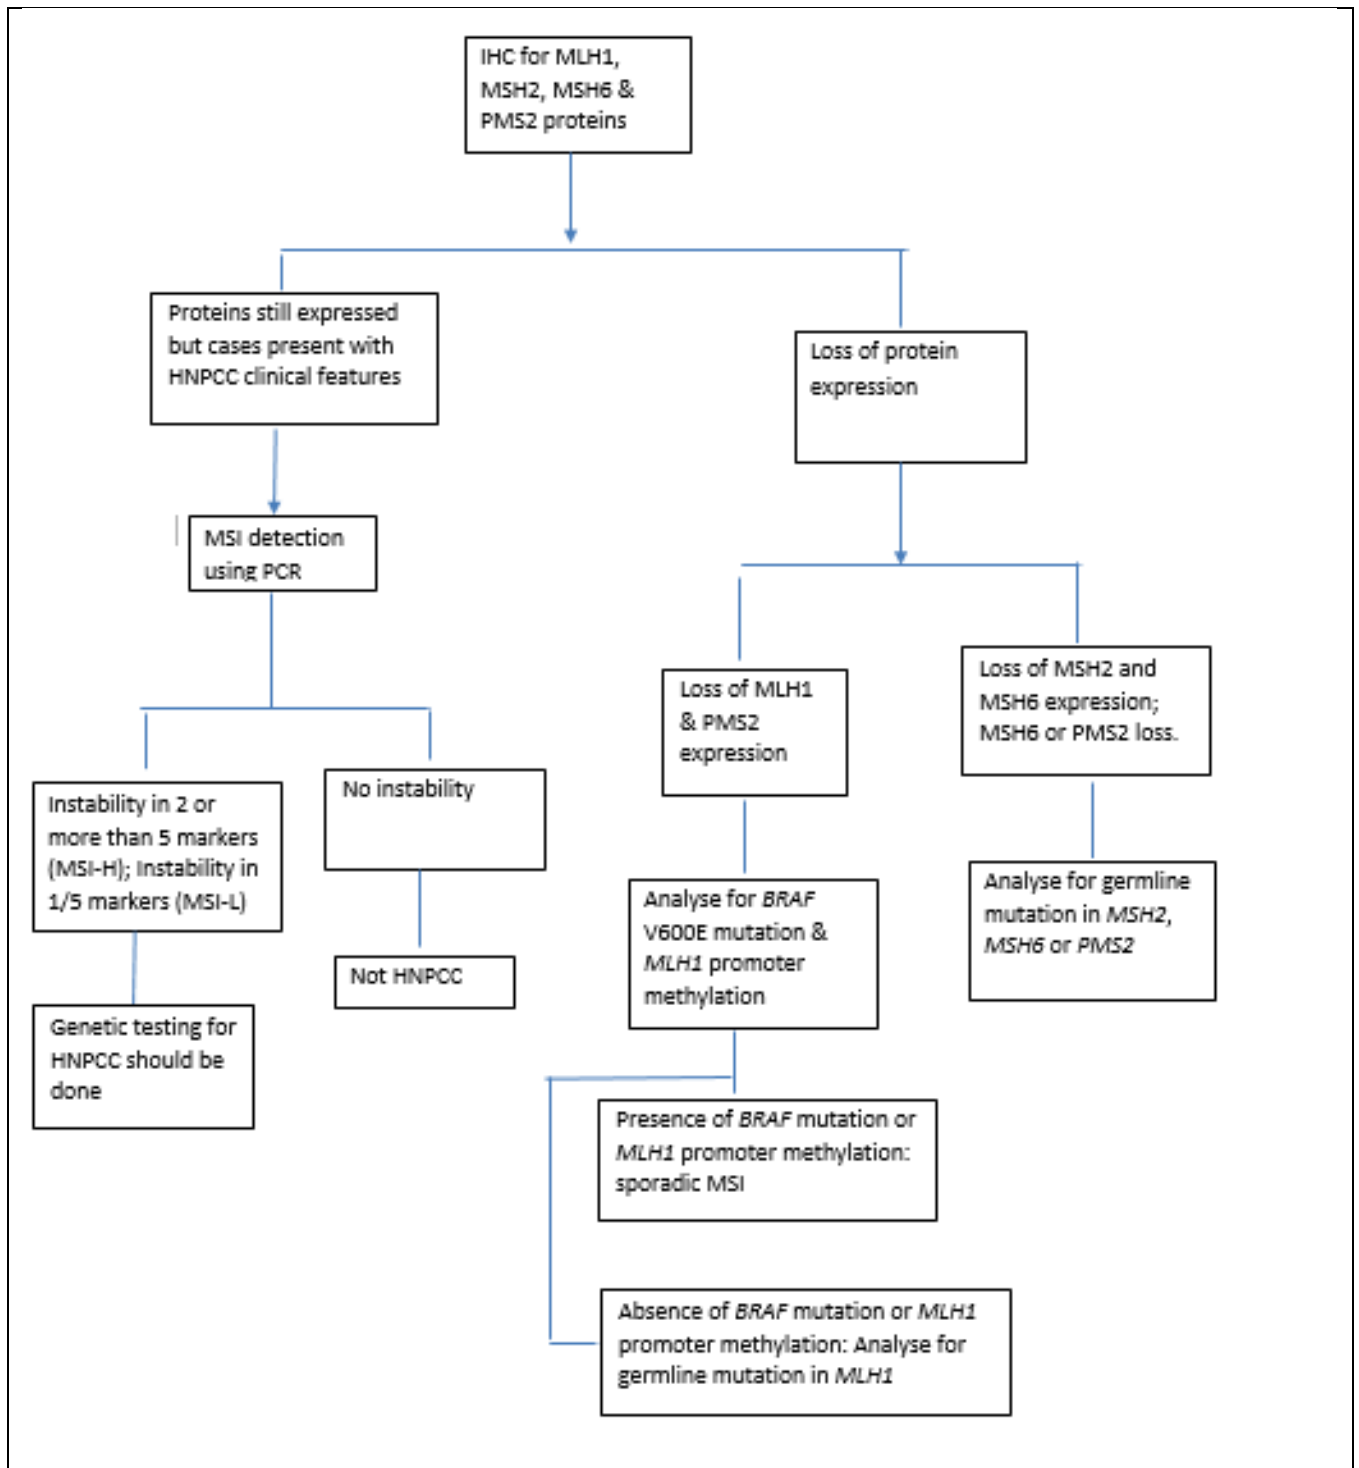 IHC for MLH1,
MSH2, MSH6 &
PMS2 proteins
Proteins still expressed
but cases present with
HNPCC clinical features
Loss of protein
expression
MSI detection
using PCR
Loss of MLH1
& PMS2
expression
Loss of MSH2 and
MSH6 expression;
MSH6 or PMS2 loss.
Instability in 2 or
more than 5 markers
(MSI-H); Instability in
1/5 markers (MSI-L)
No instability
Analyse for BRAF
V600E mutation &
MLH1 promoter
methylation
Analyse for germline
mutation in MSH2,
MSH6 or PMS2
Not HNPCC
Genetic testing for
HNPCC should be
done
Presence of BRAF mutation or
MLH1 promoter methylation:
sporadic MSI
Absence of BRAF mutation or MLH1
promoter methylation: Analyse for
germline mutation in MLH1